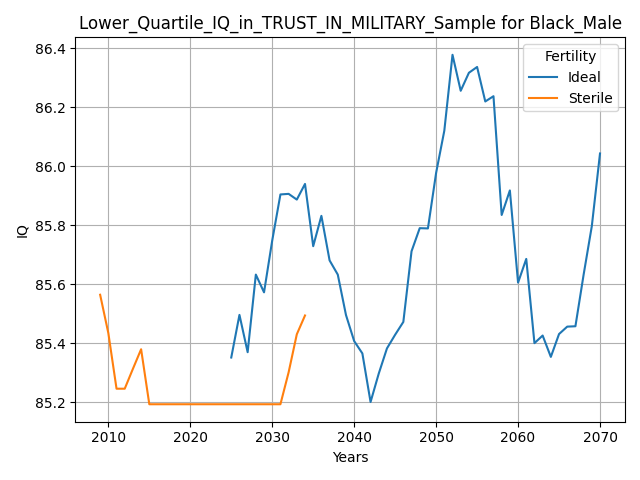 Lower_Quartile_IQ_in_TRUST_IN_MILITARY_Sample for Black_Male
Fertility
Ideal
Sterile
IQ
86.4
86.2
86.0
85.8
85.6
85.4
85.2
2010 2020 2030 2040 2050 2060 2070
Years